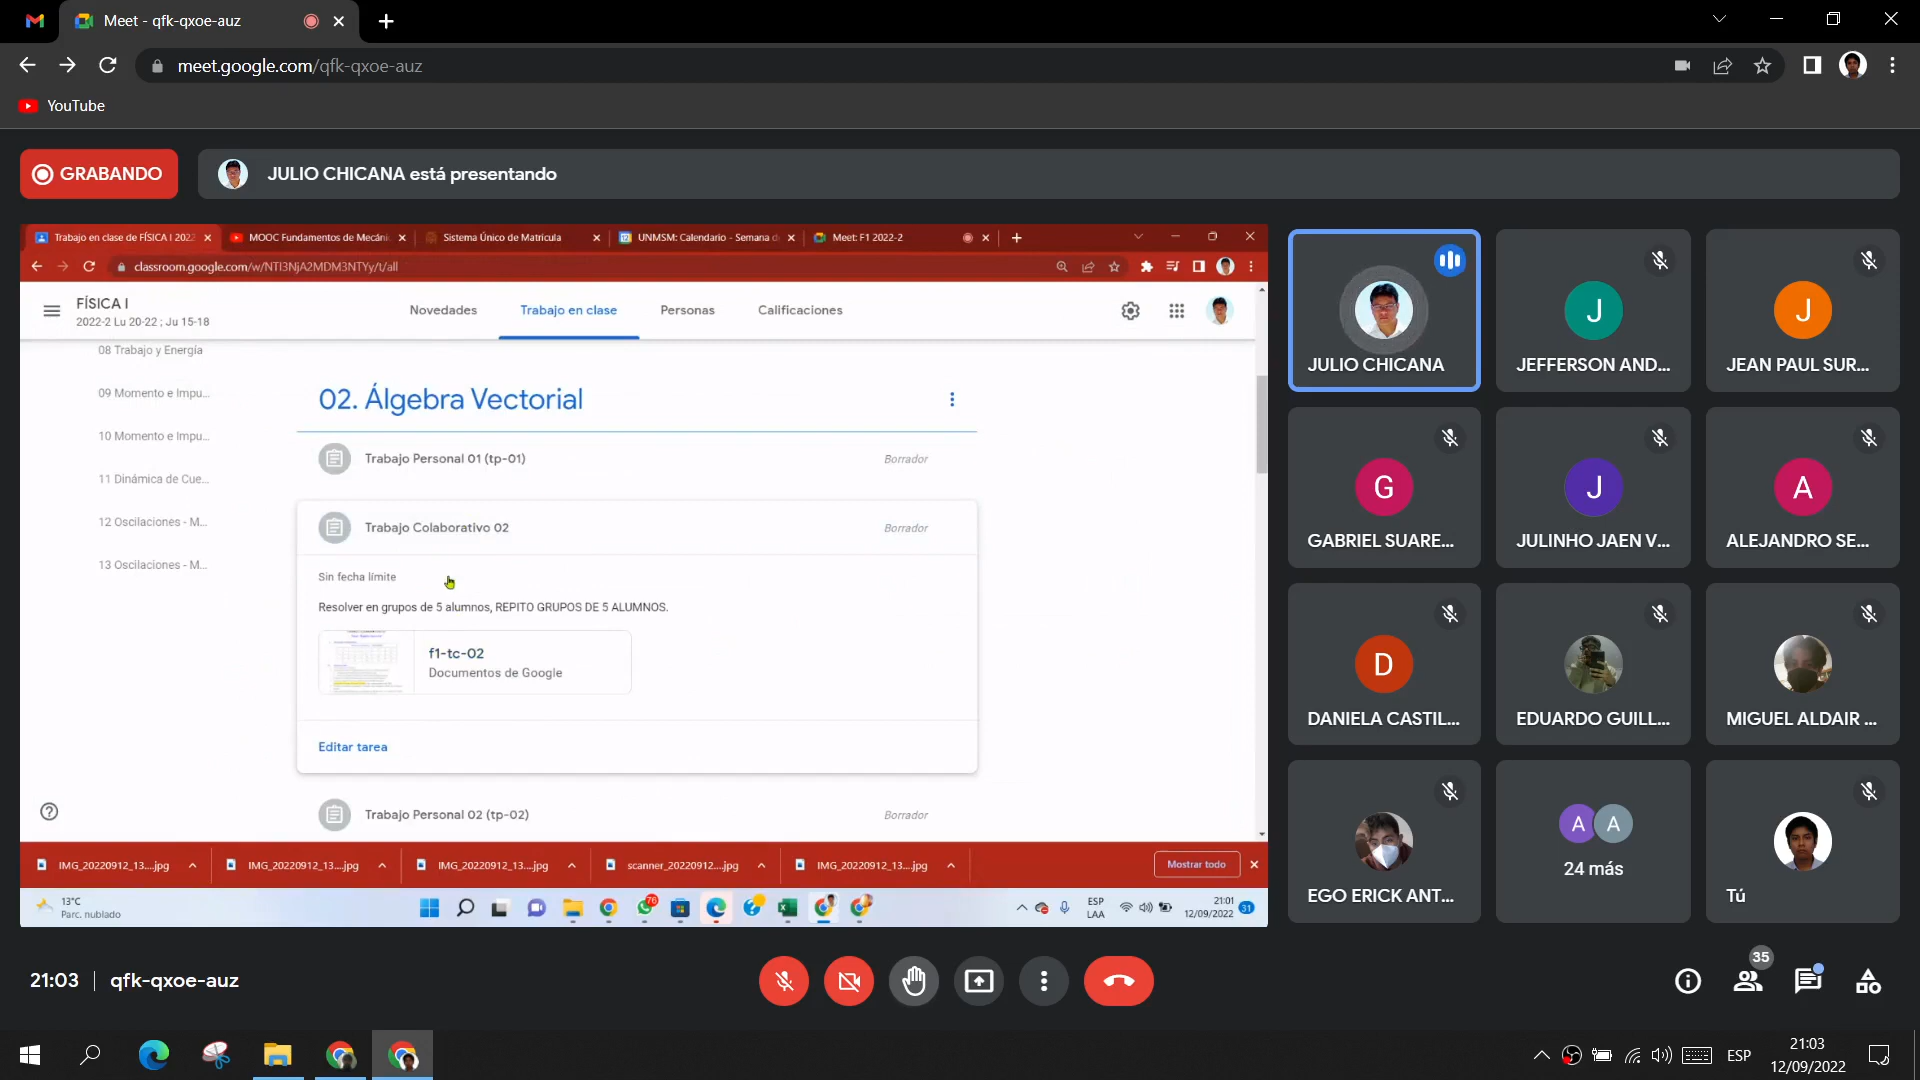 Meet - qfk-qxoe-auz
meet.google.com/qfk-qxoe-auz
YouTube
GRABANDO
JULIO CHICANA está presentando
Trabajo en clase de FÍSICA I 2022
MOOC Fundamentos de Mecánic
Sistema Único de Matrícula
UNMSM: Calendario - Semana d
Meet: F1 2022-2
classroom.google.com/w/NTI3NjA2MDM3NTYy/t/all
FÍSICA I
2022-2 Lu 20-22 ; Ju 15-18
Novedades
Trabajo en clase
Personas
Calificaciones
08 Trabajo y Energía
09 Momento e Impu...
10 Momento e Impu...
11 Dinámica de Cue...
12 Oscilaciones - M...
13 Oscilaciones - M...
02. Álgebra Vectorial
Trabajo Personal 01 (tp-01)
Borrador
Trabajo Colaborativo 02
Borrador
Sin fecha límite
Resolver en grupos de 5 alumnos, REPITO GRUPOS DE 5 ALUMNOS.
f1-tc-02
Documentos de Google
Editar tarea
Trabajo Personal 02 (tp-02)
Borrador
IMG_20220912_13....jpg
IMG_20220912_13....jpg
IMG_20220912_13....jpg
scanner_20220912....jpg
IMG_20220912_13....jpg
Mostrar todo
13°C
Parc. nublado
76
ESP
LAA
21:01
12/09/2022
31
JULIO CHICANA
J
JEFFERSON AND...
J
JEAN PAUL SUR...
G
GABRIEL SUARE...
J
JULINHO JAEN V...
A
ALEJANDRO SE...
D
DANIELA CASTIL...
EDUARDO GUILL...
MIGUEL ALDAIR ...
EGO ERICK ANT...
A
A
24 más
Tú
21:03
qfk-qxoe-auz
35
ESP
21:03
12/09/2022